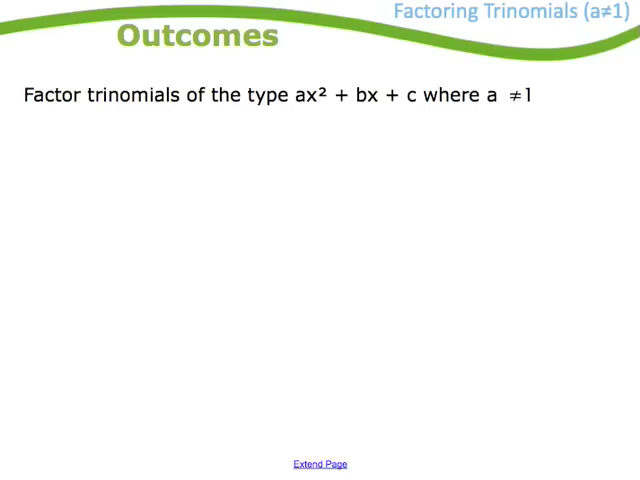 Factoring Trinomials (a≠1)
Outcomes
Factor trinomials of the type ax² + bx + c where a ≠1
Extend Page